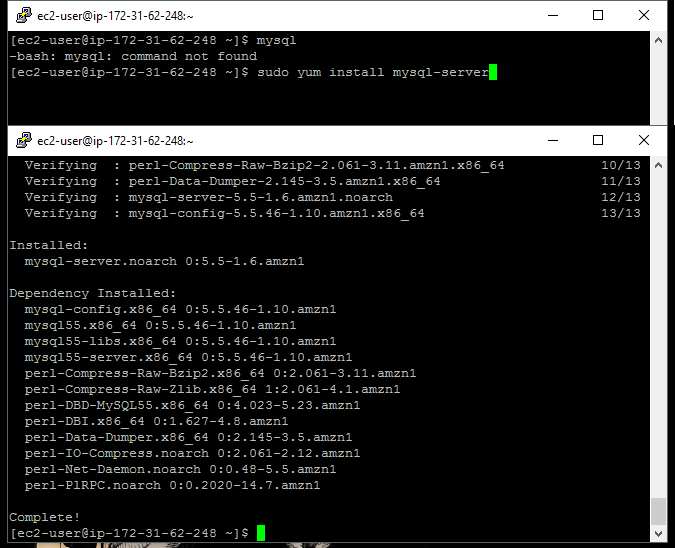 ec2-user@ip-172-31-62-248:~
[ec2-user@ip-172-31-62-248 ~]$ mysql
-bash: mysql: command not found
[ec2-user@ip-172-31-62-248 ~]$ sudo yum install mysql-server
ec2-user@ip-172-31-62-248:~
Verifying : perl-Compress-Raw-Bzip2-2.061-3.11.amzn1.x86_64 10/13
Verifying : perl-Data-Dumper-2.145-3.5.amzn1.x86_64 11/13
Verifying : mysql-server-5.5-1.6.amzn1.noarch 12/13
Verifying : mysql-config-5.5.46-1.10.amzn1.x86_64 13/13
Installed:
mysql-server.noarch 0:5.5-1.6.amzn1
Dependency Installed:
mysql-config.x86_64 0:5.5.46-1.10.amzn1
mysql55.x86_64 0:5.5.46-1.10.amzn1
mysql55-libs.x86_64 0:5.5.46-1.10.amzn1
mysql55-server.x86_64 0:5.5.46-1.10.amzn1
perl-Compress-Raw-Bzip2.x86_64 0:2.061-3.11.amzn1
perl-Compress-Raw-Zlib.x86_64 1:2.061-4.1.amzn1
perl-DBD-MySQL55.x86_64 0:4.023-5.23.amzn1
perl-DBI.x86_64 0:1.627-4.8.amzn1
perl-Data-Dumper.x86_64 0:2.145-3.5.amzn1
perl-IO-Compress.noarch 0:2.061-2.12.amzn1
perl-Net-Daemon.noarch 0:0.48-5.5.amzn1
perl-PlRPC.noarch 0:0.2020-14.7.amzn1
Complete!
[ec2-user@ip-172-31-62-248 ~]$